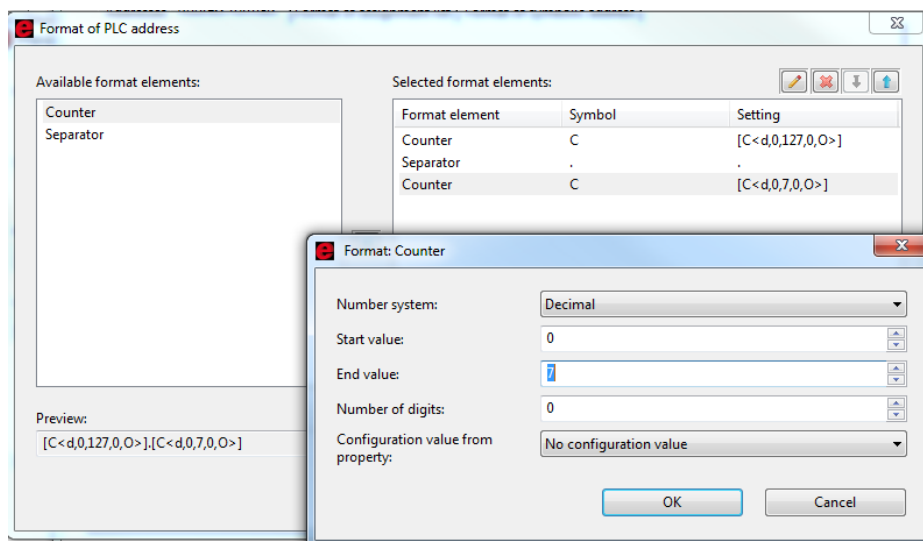 Format of PLC address
Available format elements:
Counter
Separator
Selected format elements:
Format element Symbol Setting
Counter C [C<d,0,127,0,O>]
Separator . .
Counter C [C<d,0,7,0,O>]
Preview:
[C<d,0,127,0,O>].[C<d,0,7,0,O>]
Format: Counter
Number system: Decimal
Start value: 0
End value: 7
Number of digits: 0
Configuration value from
property: No configuration value
OK Cancel